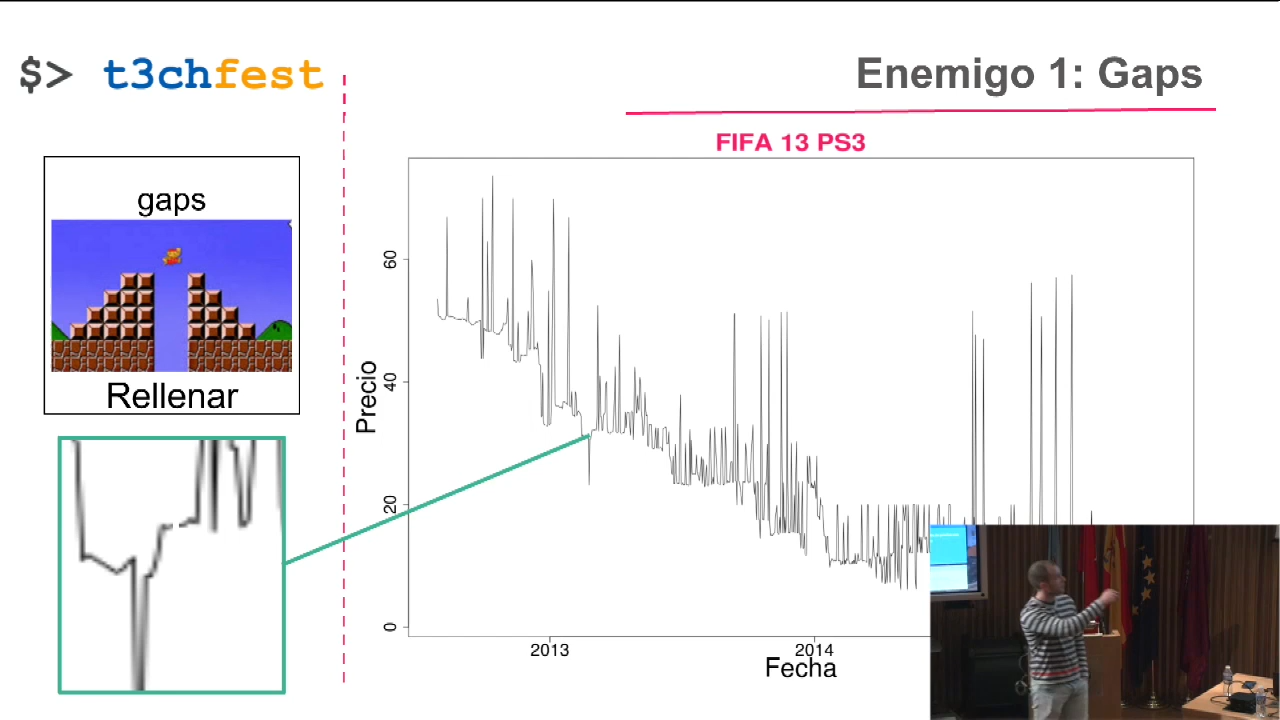 $> t3chfest
Enemigo 1: Gaps
gaps
Rellenar
FIFA 13 PS3
Precio
60
40
20
0
2013
2014
Fecha